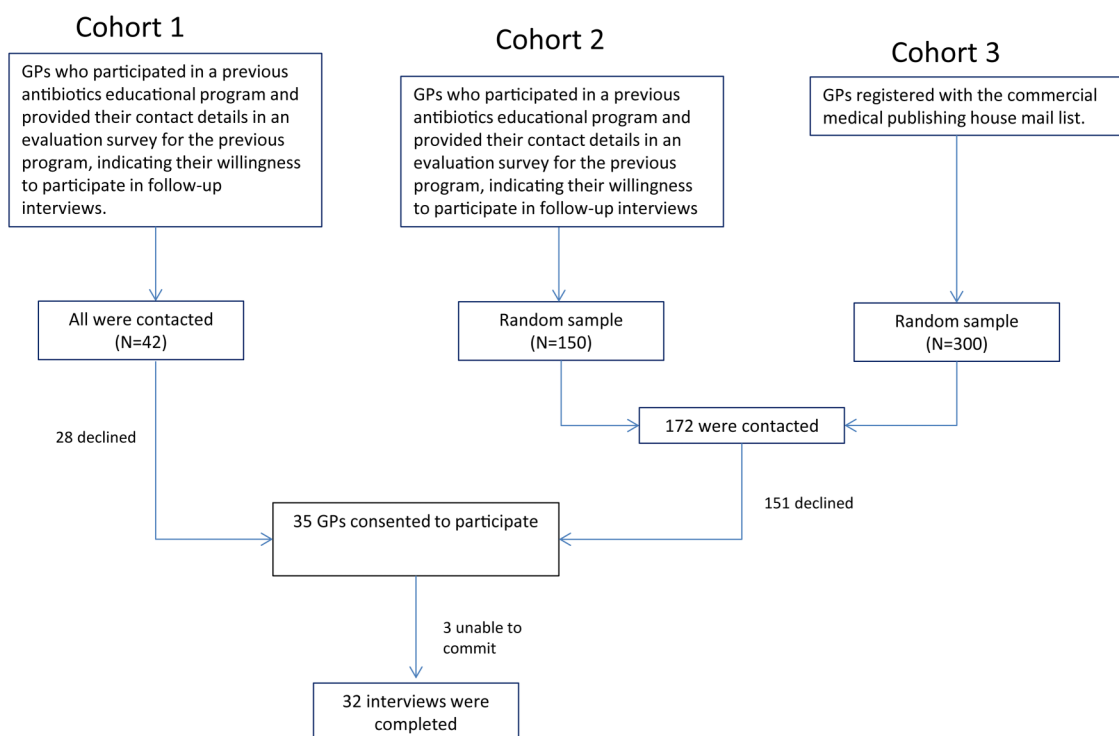 Cohort 1
GPs who participated in a previous
antibiotics educational program and
provided their contact details in an
evaluation survey for the previous
program, indicating their willingness
to participate in follow-up
interviews.
Cohort 2
GPs who participated in a previous
antibiotics educational program and
provided their contact details in an
evaluation survey for the previous
program, indicating their willingness
to participate in follow-up interviews
Cohort 3
GPs registered with the commercial
medical publishing house mail list.
All were contacted
(N=42)
Random sample
(N=150)
Random sample
(N=300)
172 were contacted
28 declined
151 declined
35 GPs consented to participate
3 unable to
commit
32 interviews were
completed